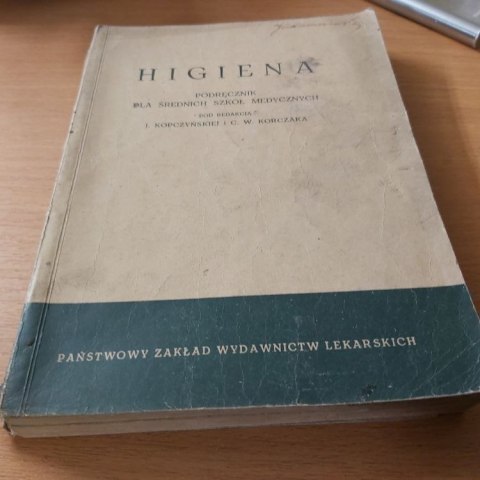 HIGIENA
PODRĘCZNIK
DLA ŚREDNICH SZKÓŁ MEDYCZNYCH
POD REDAKCJĄ
J. KOPCZYŃSKIEJ I C. W. KORCZAKA
PAŃSTWOWY ZAKŁAD WYDAWNICTW LEKARSKICH